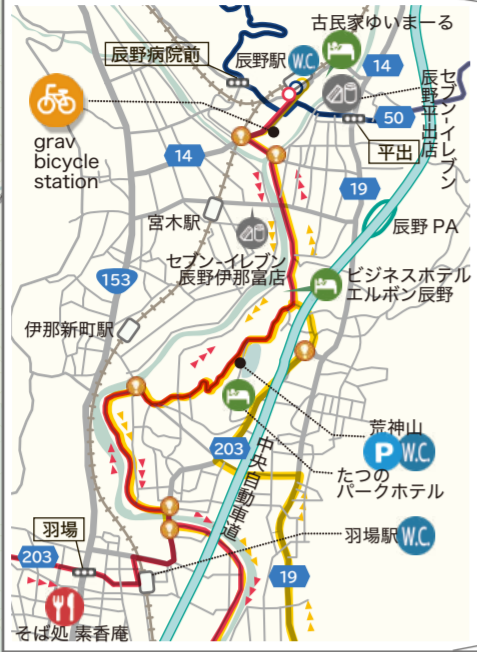 古民家ゆいまーる
辰野病院前
辰野駅
W.C.
14
セブン-イレブン
辰野平出店
50
平出
grav
bicycle
station
14
19
宮木駅
辰野 PA
セブン-イレブン
辰野伊那富店
153
ビジネスホテル
エルボン辰野
伊那新町駅
荒神山
P
W.C.
203
たつの
パークホテル
中央自動車道
羽場
203
羽場駅
W.C.
19
そば処 素香庵